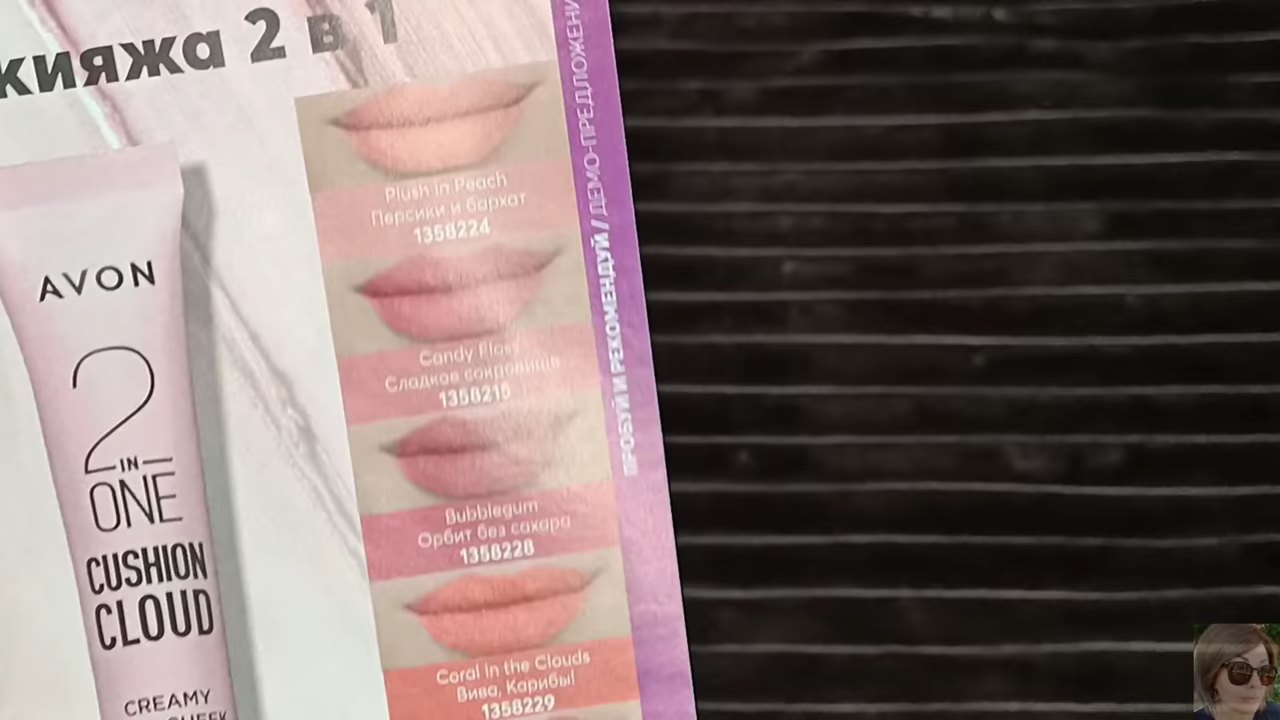 кияжа 2 в 1
AVON
2
IN
ONE
CUSHION
CLOUD
CREAMY
CHEEK
Plush in Peach
Персики и бархат
1358224
Candy Floss
Сладкое сокровище
1358215
Bubblegum
Орбит без сахара
1358228
Coral in the Clouds
Вива, Карибы!
1358229
ПРОБУЙ И РЕКОМЕНДУЙ / ДЕМО-ПРЕДЛОЖЕНИ